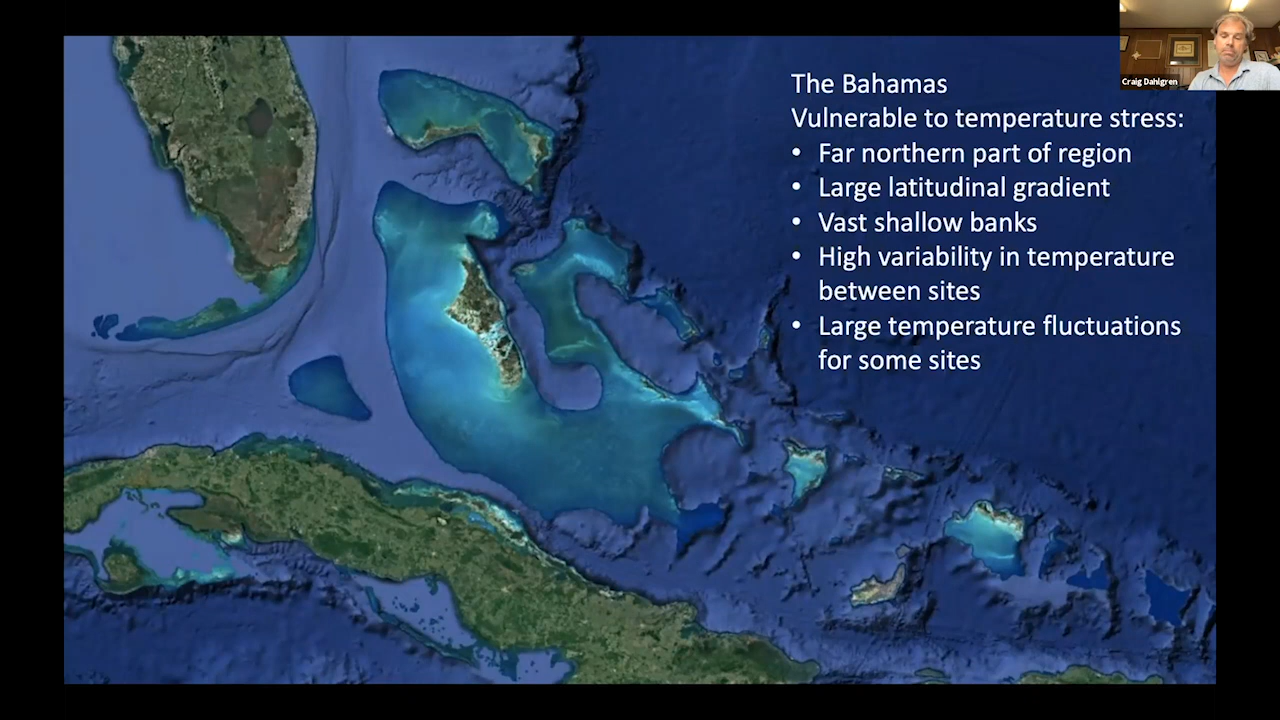 The Bahamas
Vulnerable to temperature stress:
• Far northern part of region
• Large latitudinal gradient
• Vast shallow banks
• High variability in temperature
between sites
• Large temperature fluctuations
for some sites
Craig Dahlgren